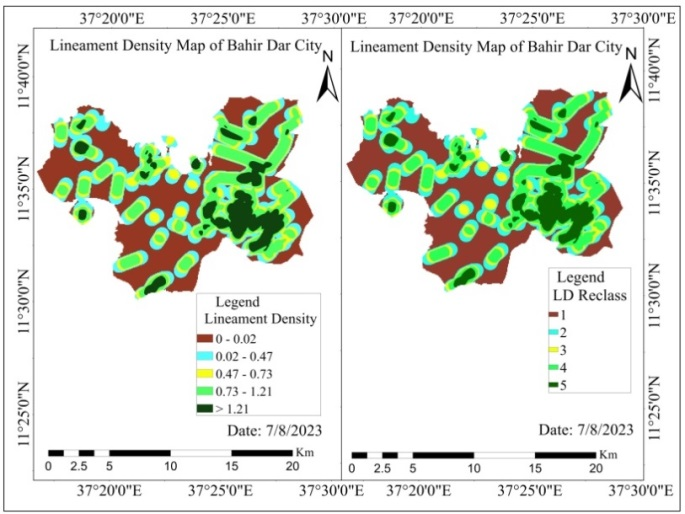 37°20'0"E 37°25'0"E 37°30'0"E 37°20'0"E 37°25'0"E 37°30'0"E
Lineament Density Map of Bahir Dar City
N
11°40'0"N
11°35'0"N
11°30'0"N
11°25'0"N
Legend
Lineament Density
0 - 0.02
0.02 - 0.47
0.47 - 0.73
0.73 - 1.21
> 1.21
Date: 7/8/2023
Km
0 2.5 5 10 15 20
Lineament Density Map of Bahir Dar City
N
11°40'0"N
11°35'0"N
11°30'0"N
11°25'0"N
Legend
LD Reclass
1
2
3
4
5
Date: 7/8/2023
Km
0 2.5 5 10 15 20
37°20'0"E 37°25'0"E 37°30'0"E 37°20'0"E 37°25'0"E 37°30'0"E